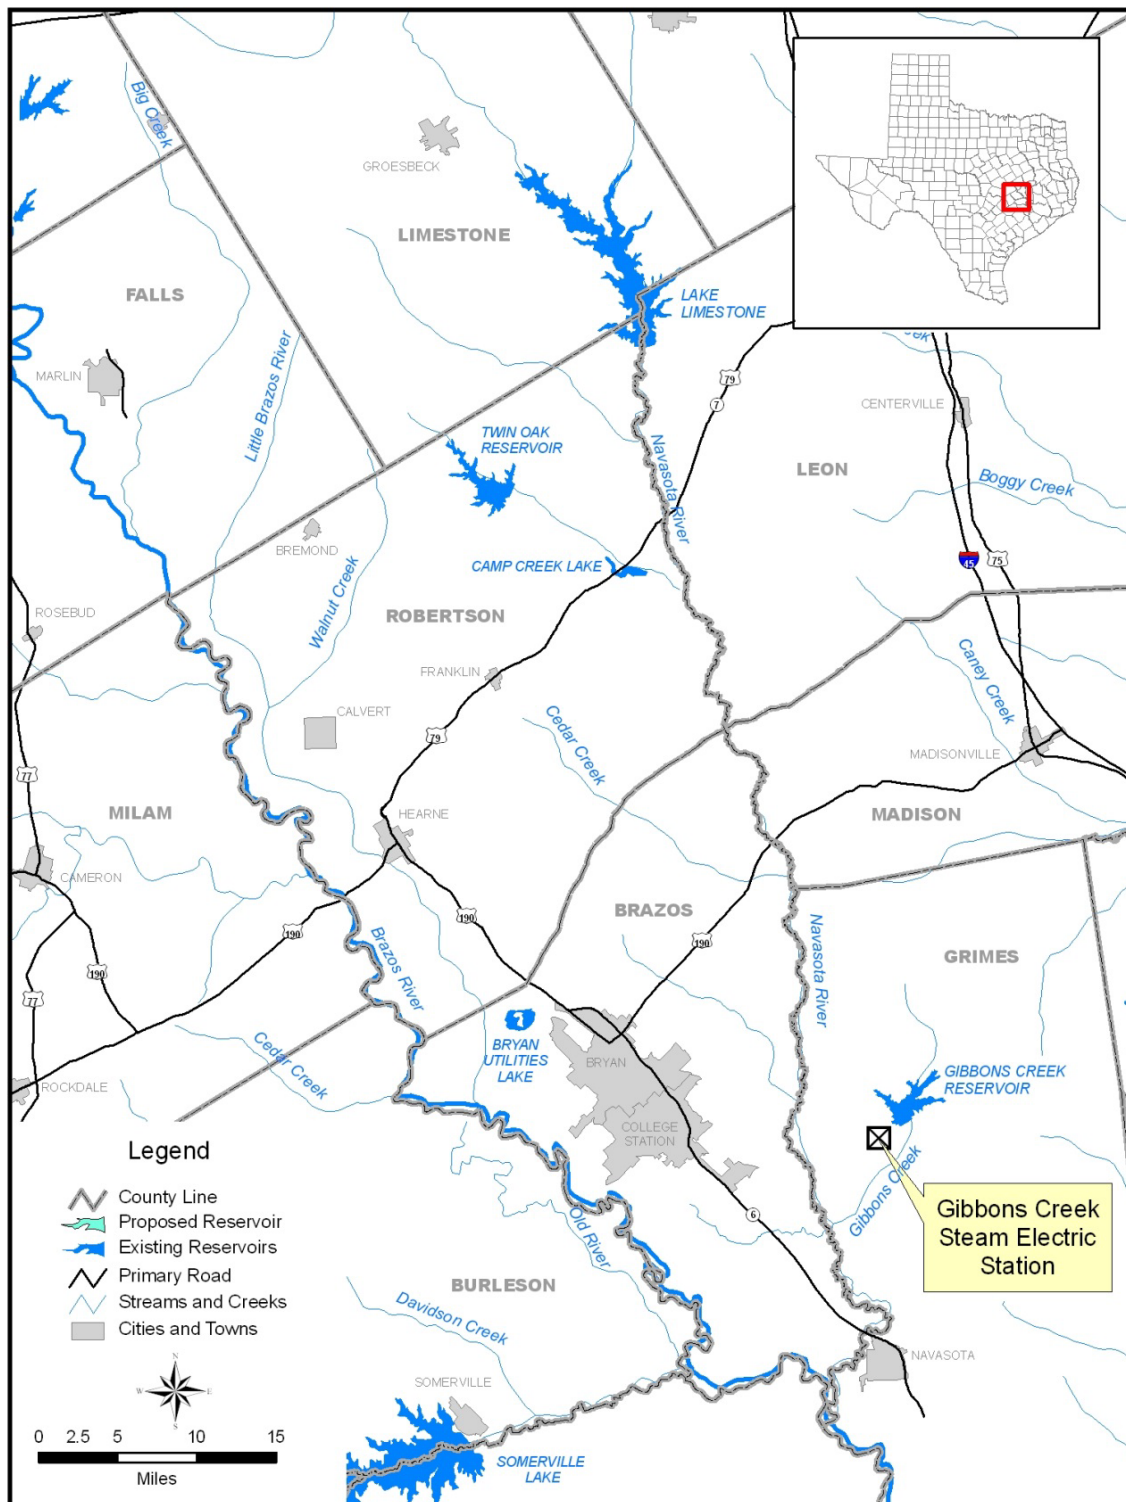 Big Creek
GROESBECK
LIMESTONE
FALLS
LAKE
LIMESTONE
MARLIN
Little Brazos River
79
7
CENTERVILLE
TWIN OAK
RESERVOIR
Navasota River
LEON
Boggy Creek
BREMOND
CAMP CREEK LAKE
45
75
ROSEBUD
Walnut Creek
ROBERTSON
FRANKLIN
Caney Creek
CALVERT
Cedar Creek
79
MADISONVILLE
77
MILAM
HEARNE
MADISON
CAMERON
BRAZOS
190
190
190
190
Navasota River
GRIMES
Brazos River
77
BRYAN
UTILITIES
LAKE
BRYAN
Cedar Creek
ROCKDALE
GIBBONS CREEK
RESERVOIR
COLLEGE
STATION
Gibbons Creek
Gibbons Creek
Steam Electric
Station
Old River
6
BURLESON
Davidson Creek
NAVASOTA
SOMERVILLE
SOMERVILLE
LAKE
Legend
County Line
Proposed Reservoir
Existing Reservoirs
Primary Road
Streams and Creeks
Cities and Towns
N
W E
S
0 2.5 5 10 15
Miles